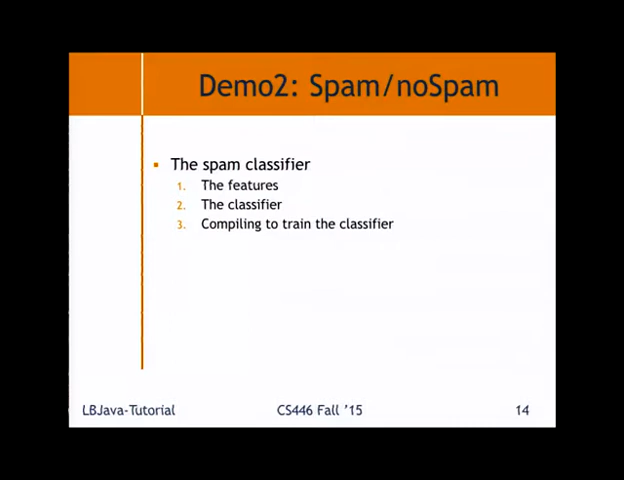 Demo2: Spam/noSpam
▪ The spam classifier
1. The features
2. The classifier
3. Compiling to train the classifier
LBJava-Tutorial CS446 Fall '15 14